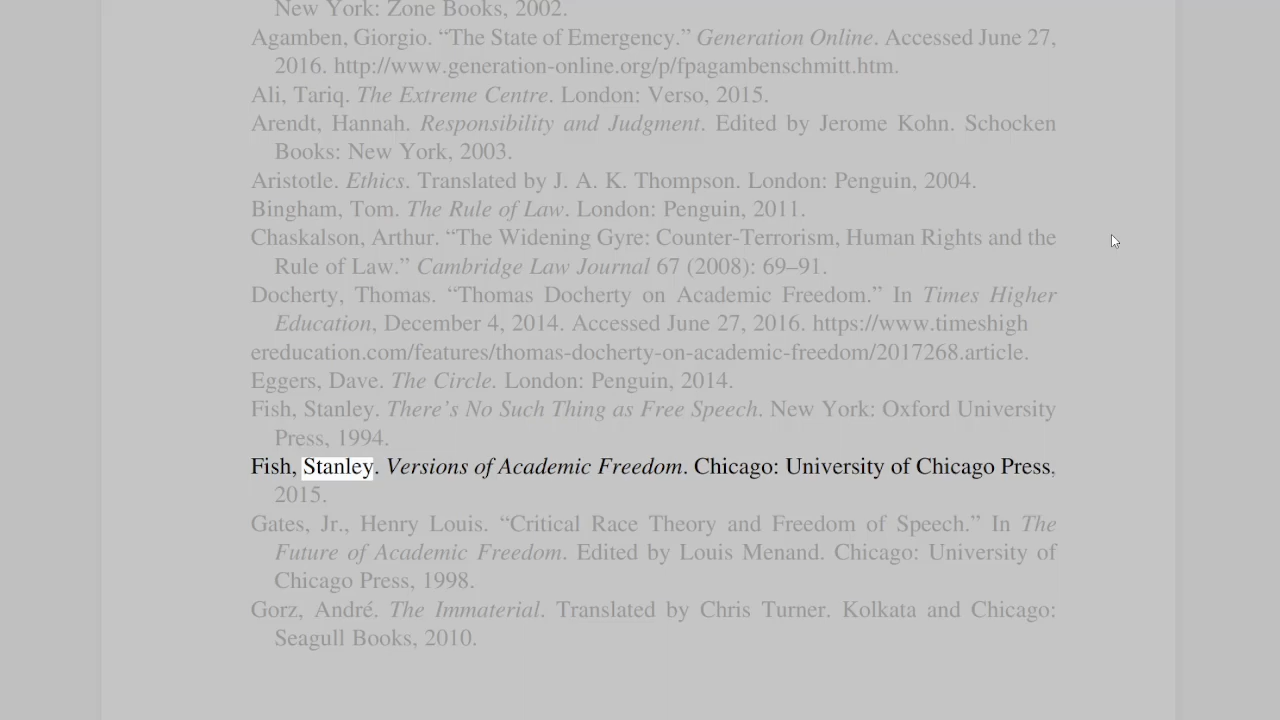 New York: Zone Books, 2002.
Agamben, Giorgio. “The State of Emergency.” Generation Online. Accessed June 27,
2016. http://www.generation-online.org/p/fpagambenschmitt.htm.
Ali, Tariq. The Extreme Centre. London: Verso, 2015.
Arendt, Hannah. Responsibility and Judgment. Edited by Jerome Kohn. Schocken
Books: New York, 2003.
Aristotle. Ethics. Translated by J. A. K. Thompson. London: Penguin, 2004.
Bingham, Tom. The Rule of Law. London: Penguin, 2011.
Chaskalson, Arthur. “The Widening Gyre: Counter-Terrorism, Human Rights and the
Rule of Law.” Cambridge Law Journal 67 (2008): 69–91.
Docherty, Thomas. “Thomas Docherty on Academic Freedom.” In Times Higher
Education, December 4, 2014. Accessed June 27, 2016. https://www.timeshigh
ereducation.com/features/thomas-docherty-on-academic-freedom/2017268.article.
Eggers, Dave. The Circle. London: Penguin, 2014.
Fish, Stanley. There’s No Such Thing as Free Speech. New York: Oxford University
Press, 1994.
Fish, Stanley. Versions of Academic Freedom. Chicago: University of Chicago Press,
2015.
Gates, Jr., Henry Louis. “Critical Race Theory and Freedom of Speech.” In The
Future of Academic Freedom. Edited by Louis Menand. Chicago: University of
Chicago Press, 1998.
Gorz, André. The Immaterial. Translated by Chris Turner. Kolkata and Chicago:
Seagull Books, 2010.